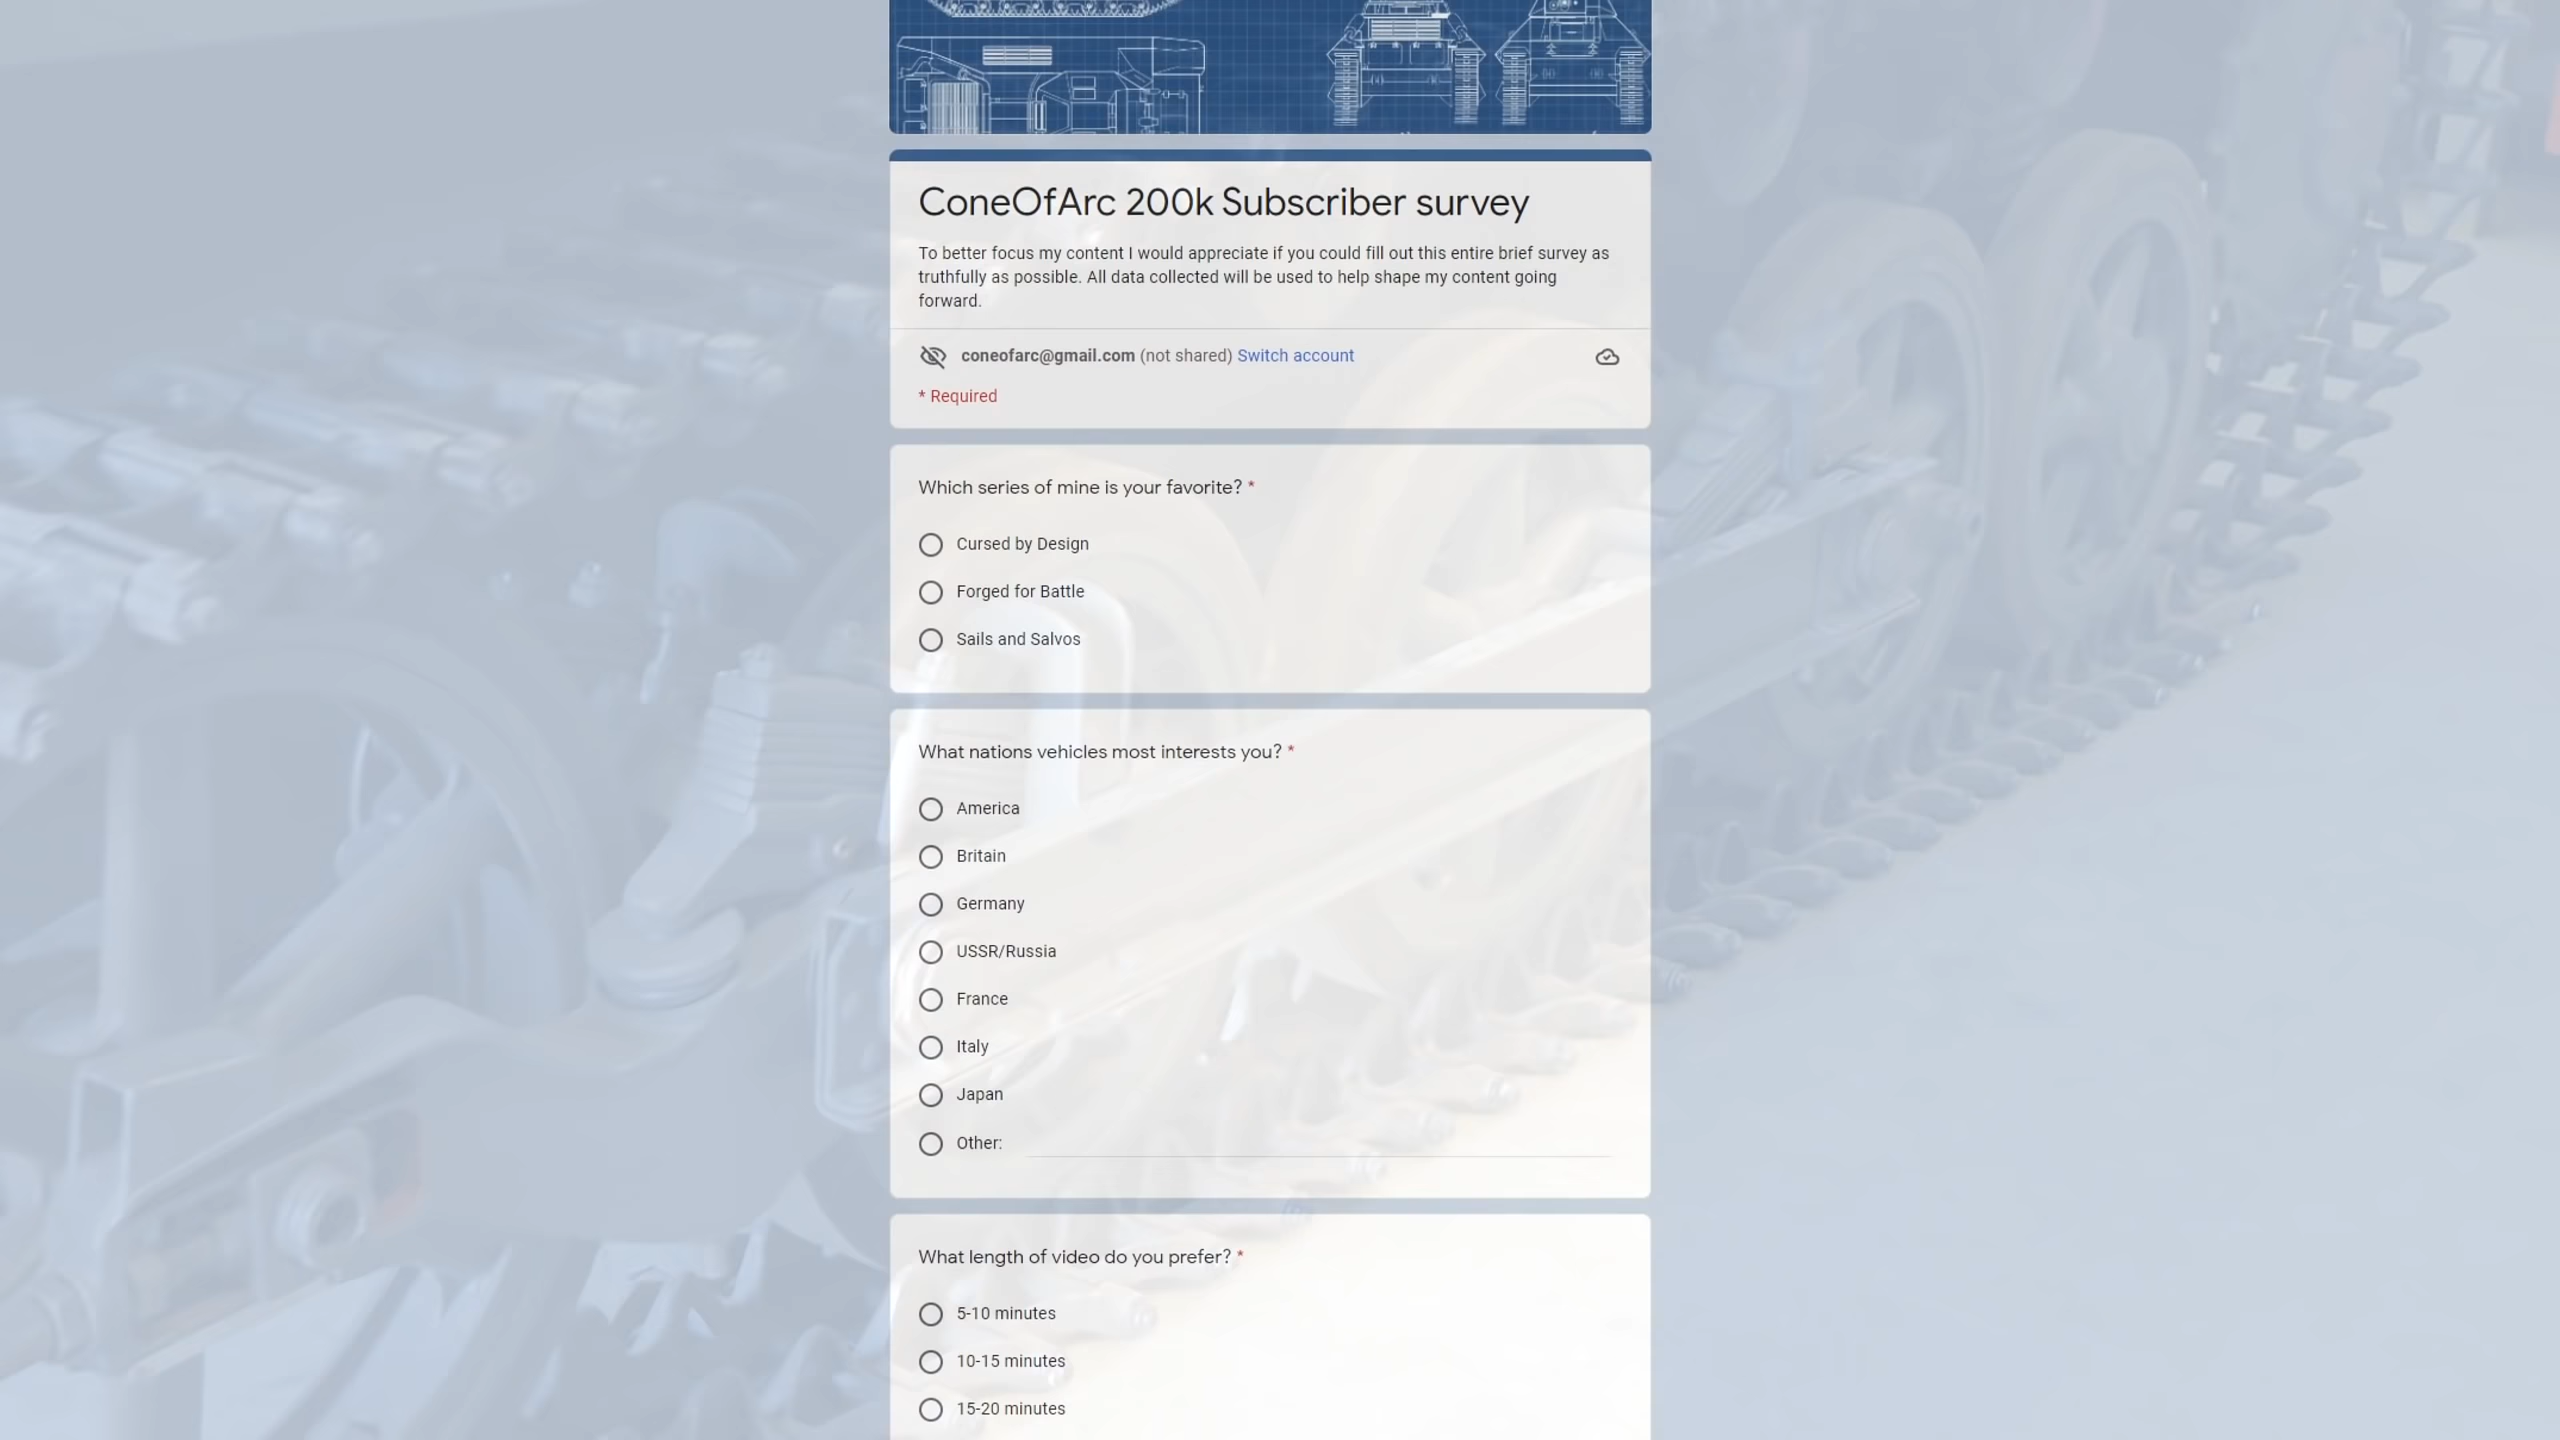 ConeOfArc 200k Subscriber survey
To better focus my content I would appreciate if you could fill out this entire brief survey as
truthfully as possible. All data collected will be used to help shape my content going
forward.
coneofarc@gmail.com (not shared) Switch account
* Required
Which series of mine is your favorite? *
Cursed by Design
Forged for Battle
Sails and Salvos
What nations vehicles most interests you? *
America
Britain
Germany
USSR/Russia
France
Italy
Japan
Other:
What length of video do you prefer? *
5-10 minutes
10-15 minutes
15-20 minutes